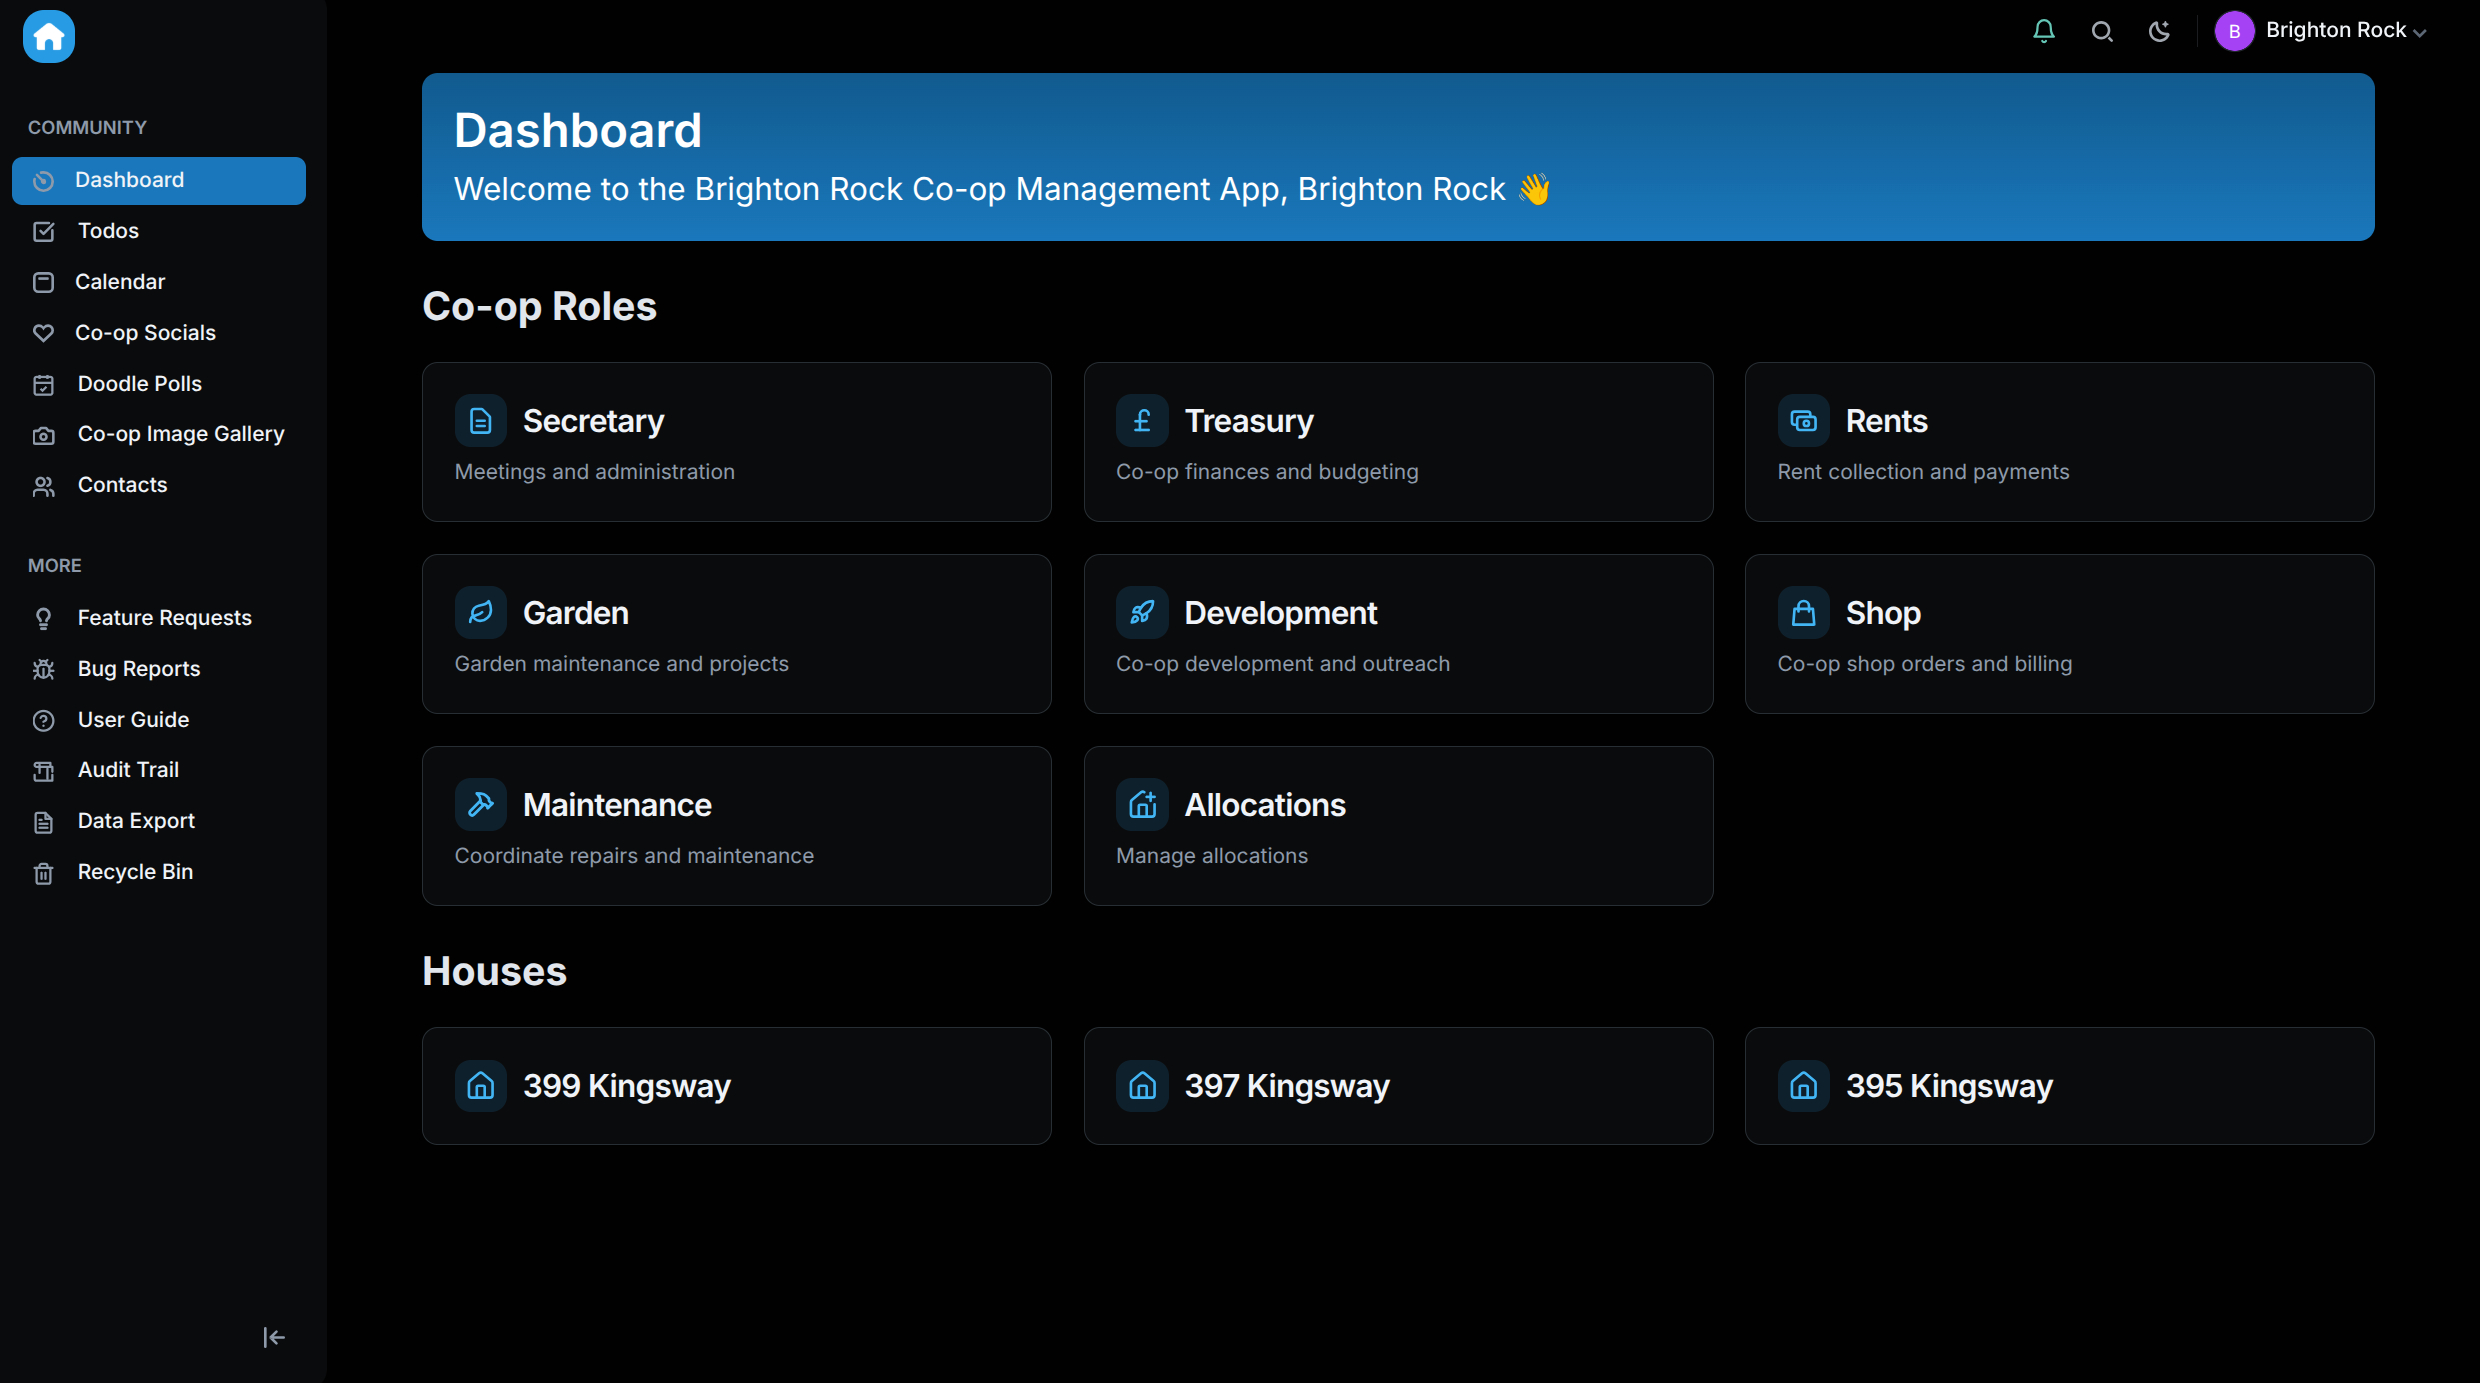 B
Brighton Rock
COMMUNITY
Dashboard
Todos
Calendar
Co-op Socials
Doodle Polls
Co-op Image Gallery
Contacts
MORE
Feature Requests
Bug Reports
User Guide
Audit Trail
Data Export
Recycle Bin
Dashboard
Welcome to the Brighton Rock Co-op Management App, Brighton Rock 👋
Co-op Roles
Secretary
Meetings and administration
Treasury
Co-op finances and budgeting
Rents
Rent collection and payments
Garden
Garden maintenance and projects
Development
Co-op development and outreach
Shop
Co-op shop orders and billing
Maintenance
Coordinate repairs and maintenance
Allocations
Manage allocations
Houses
399 Kingsway
397 Kingsway
395 Kingsway